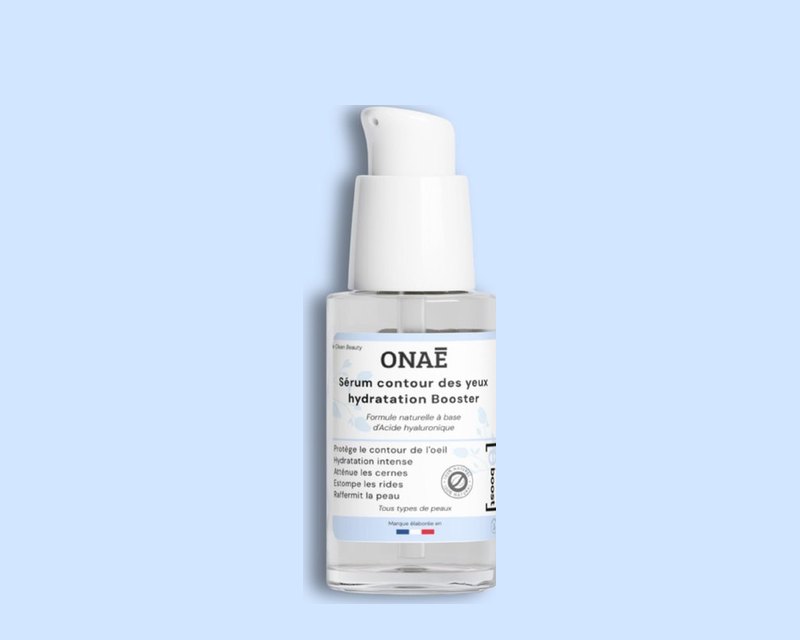 Clean Beauty
ONAĒ
Sérum contour des yeux
hydratation Booster
Formule naturelle à base
d'Acide hyaluronique
Protège le contour de l'oeil
Hydratation intense
Atténue les cernes
Estompe les rides
Raffermit la peau
Tous types de peaux
Marque élaborée en
boost]